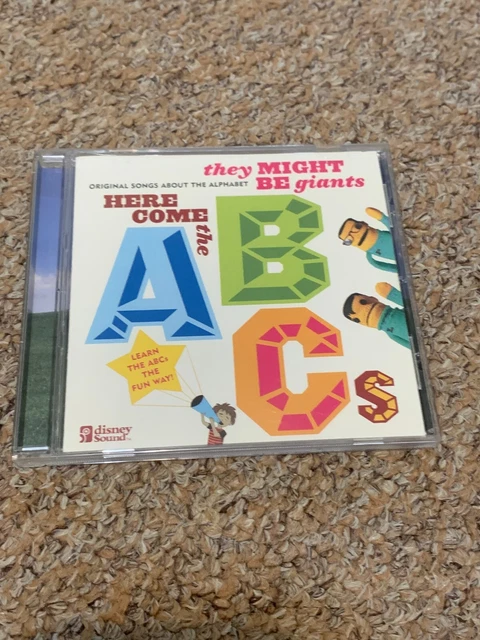 they MIGHT
BE giants
ORIGINAL SONGS ABOUT THE ALPHABET
HERE
COME the
A B
C s
LEARN
THE ABCs
THE
FUN WAY!
disney
Sound™